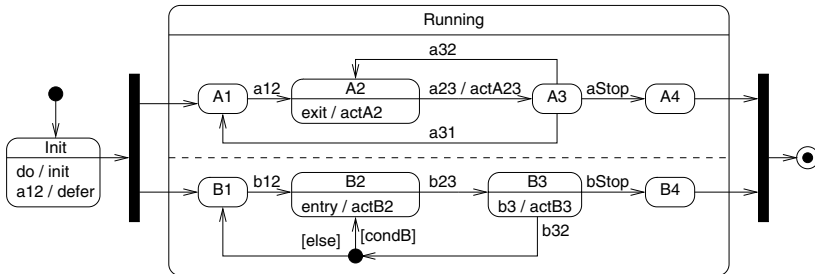 Running
a32
A1
a12
A2
exit / actA2
a23 / actA23
A3
aStop
A4
a31
Init
do / init
a12 / defer
B1
b12
B2
entry / actB2
b23
B3
b3 / actB3
bStop
B4
[else]
[condB]
b32